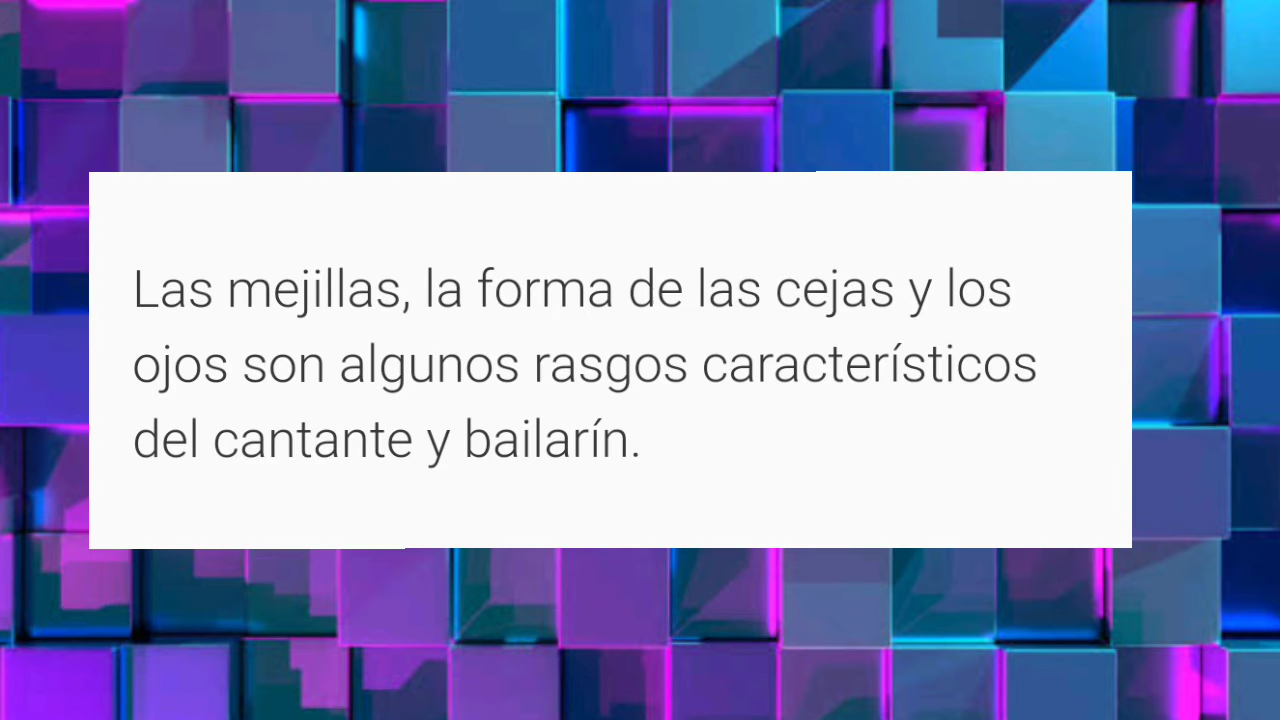 Las mejillas, la forma de las cejas y los
ojos son algunos rasgos característicos
del cantante y bailarín.